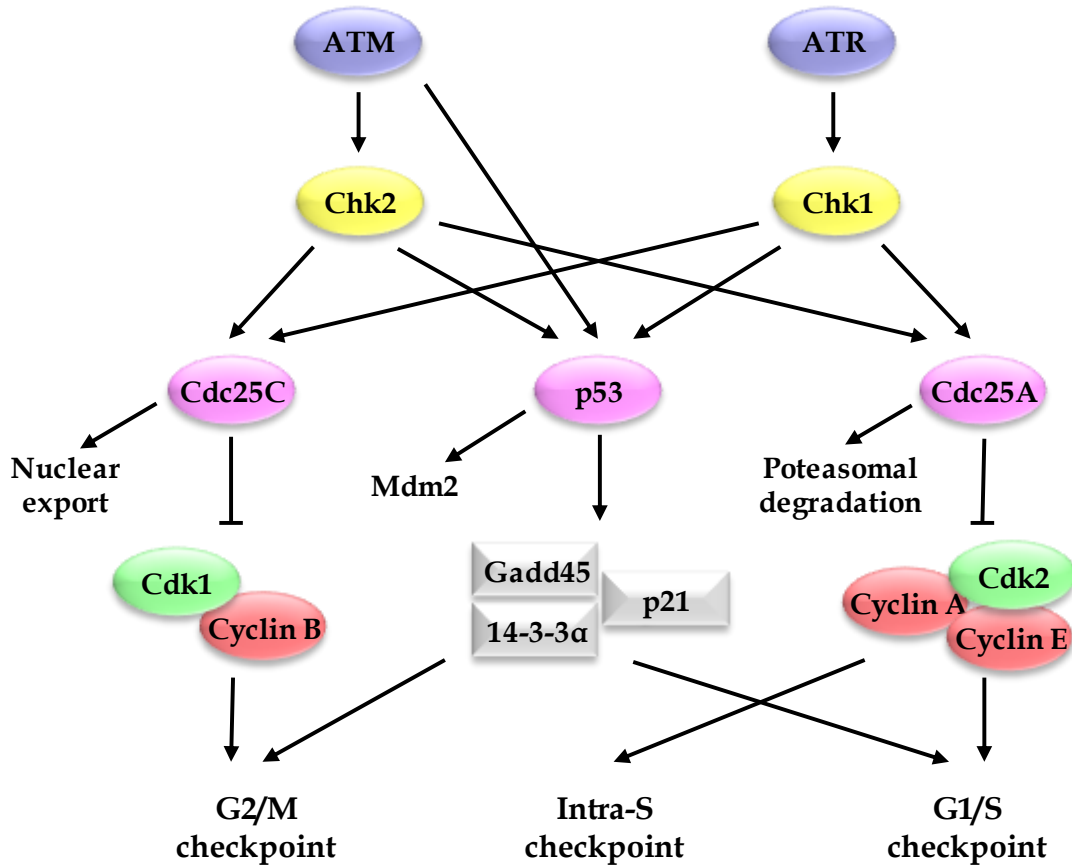 ATM
ATR
Chk2
Chk1
Cdc25C
p53
Cdc25A
Nuclear
export
Mdm2
Poteasomal
degradation
Cdk1
Cyclin B
Gadd45
p21
14-3-3α
Cdk2
Cyclin A
Cyclin E
G2/M
checkpoint
Intra-S
checkpoint
G1/S
checkpoint